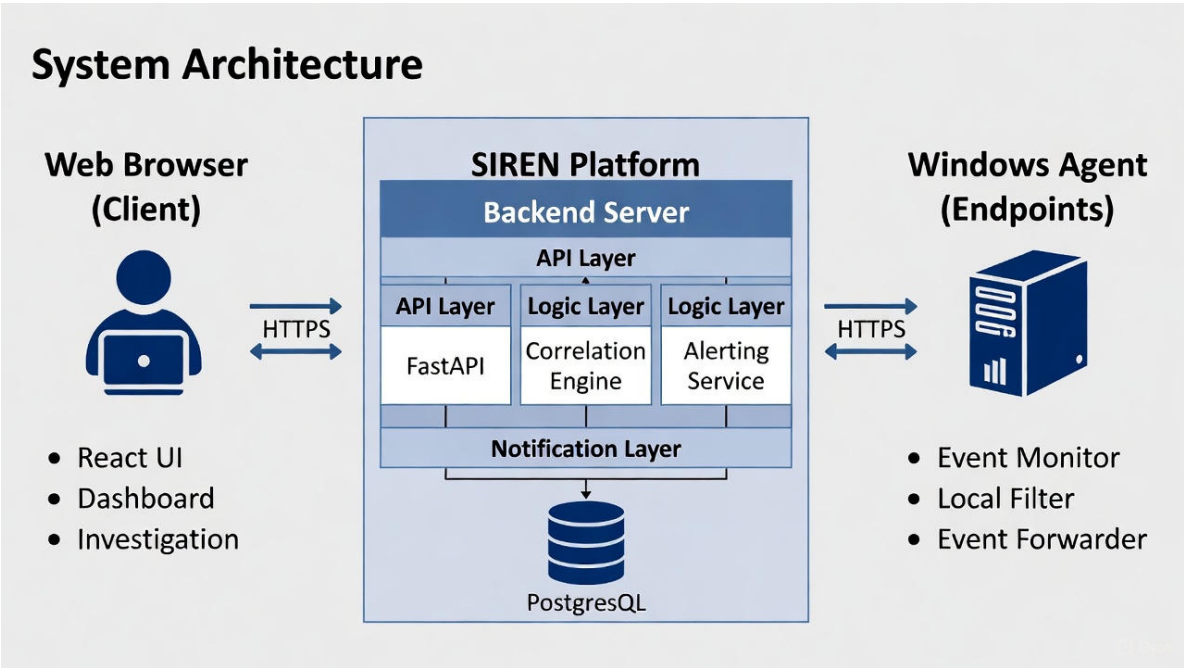 System Architecture
Web Browser
(Client)
HTTPS
React UI
Dashboard
Investigation
SIREN Platform
Backend Server
API Layer
API Layer
FastAPI
Logic Layer
Correlation
Engine
Logic Layer
Alerting
Service
Notification Layer
PostgresQL
Windows Agent
(Endpoints)
HTTPS
Event Monitor
Local Filter
Event Forwarder